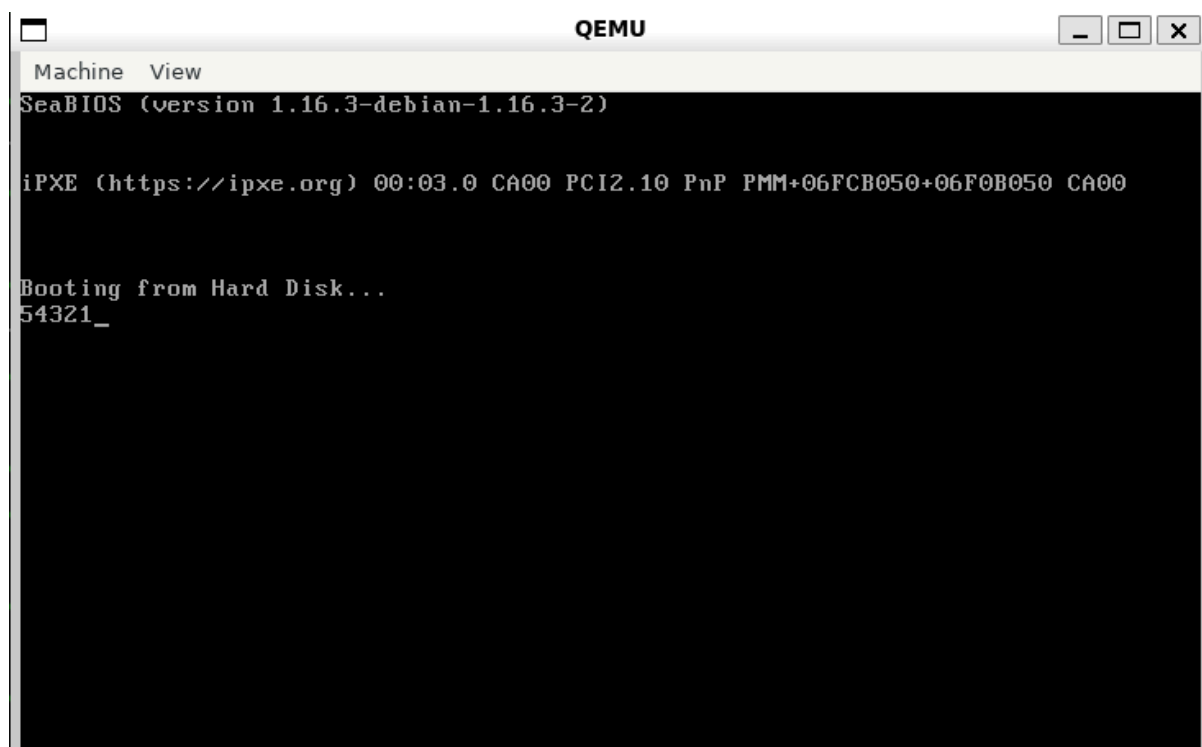 QEMU
Machine View
SeaBIOS (version 1.16.3-debian-1.16.3-2)
iPXE (https://ipxe.org) 00:03.0 CA00 PCI2.10 PnP PMM+06FCB050+06F0B050 CA00
Booting from Hard Disk...
54321_